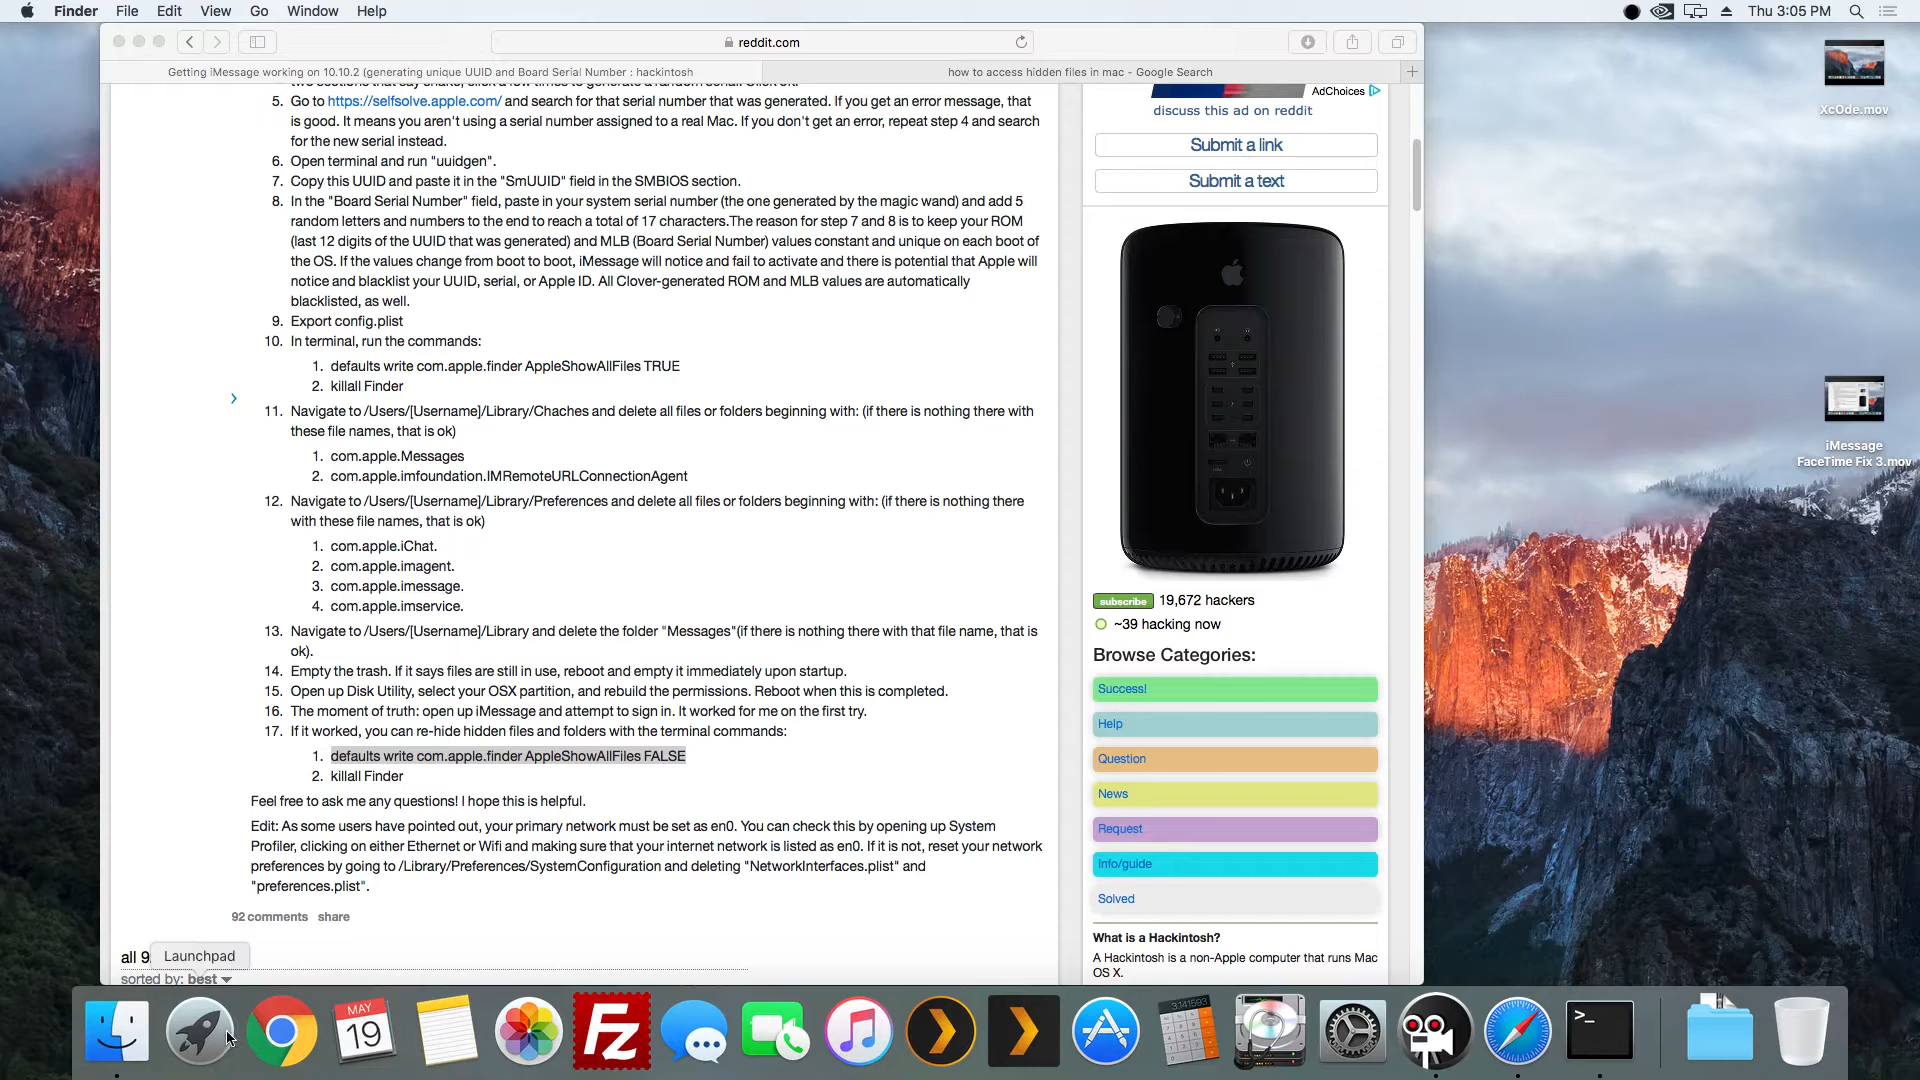 Finder File Edit View Go Window Help
Thu 3:05 PM
reddit.com
Getting iMessage working on 10.10.2 (generating unique UUID and Board Serial Number : hackintosh
how to access hidden files in mac - Google Search
5. Go to https://selfsolve.apple.com/ and search for that serial number that was generated. If you get an error message, that
is good. It means you aren't using a serial number assigned to a real Mac. If you don't get an error, repeat step 4 and search
for the new serial instead.
6. Open terminal and run "uuidgen".
7. Copy this UUID and paste it in the "SmUUID" field in the SMBIOS section.
8. In the "Board Serial Number" field, paste in your system serial number (the one generated by the magic wand) and add 5
random letters and numbers to the end to reach a total of 17 characters.The reason for step 7 and 8 is to keep your ROM
(last 12 digits of the UUID that was generated) and MLB (Board Serial Number) values constant and unique on each boot of
the OS. If the values change from boot to boot, iMessage will notice and fail to activate and there is potential that Apple will
notice and blacklist your UUID, serial, or Apple ID. All Clover-generated ROM and MLB values are automatically
blacklisted, as well.
9. Export config.plist
10. In terminal, run the commands:
1. defaults write com.apple.finder AppleShowAllFiles TRUE
2. killall Finder
11. Navigate to /Users/[Username]/Library/Chaches and delete all files or folders beginning with: (if there is nothing there with
these file names, that is ok)
1. com.apple.Messages
2. com.apple.imfoundation.IMRemoteURLConnectionAgent
12. Navigate to /Users/[Username]/Library/Preferences and delete all files or folders beginning with: (if there is nothing there
with these file names, that is ok)
1. com.apple.iChat.
2. com.apple.imagent.
3. com.apple.imessage.
4. com.apple.imservice.
13. Navigate to /Users/[Username]/Library and delete the folder "Messages"(if there is nothing there with that file name, that is
ok).
14. Empty the trash. If it says files are still in use, reboot and empty it immediately upon startup.
15. Open up Disk Utility, select your OSX partition, and rebuild the permissions. Reboot when this is completed.
16. The moment of truth: open up iMessage and attempt to sign in. It worked for me on the first try.
17. If it worked, you can re-hide hidden files and folders with the terminal commands:
1. defaults write com.apple.finder AppleShowAllFiles FALSE
2. killall Finder
Feel free to ask me any questions! I hope this is helpful.
Edit: As some users have pointed out, your primary network must be set as en0. You can check this by opening up System
Profiler, clicking on either Ethernet or Wifi and making sure that your internet network is listed as en0. If it is not, reset your network
preferences by going to /Library/Preferences/SystemConfiguration and deleting "NetworkInterfaces.plist" and
"preferences.plist".
92 comments share
all 9
Launchpad
sorted by: best
AdChoices
discuss this ad on reddit
Submit a link
Submit a text
subscribe 19,672 hackers
~39 hacking now
Browse Categories:
Success!
Help
Question
News
Request
Info/guide
Solved
What is a Hackintosh?
A Hackintosh is a non-Apple computer that runs Mac
OS X.
XcOde.mov
iMessage
FaceTime Fix 3.mov
MAY
19
Fz
3.141593
>_